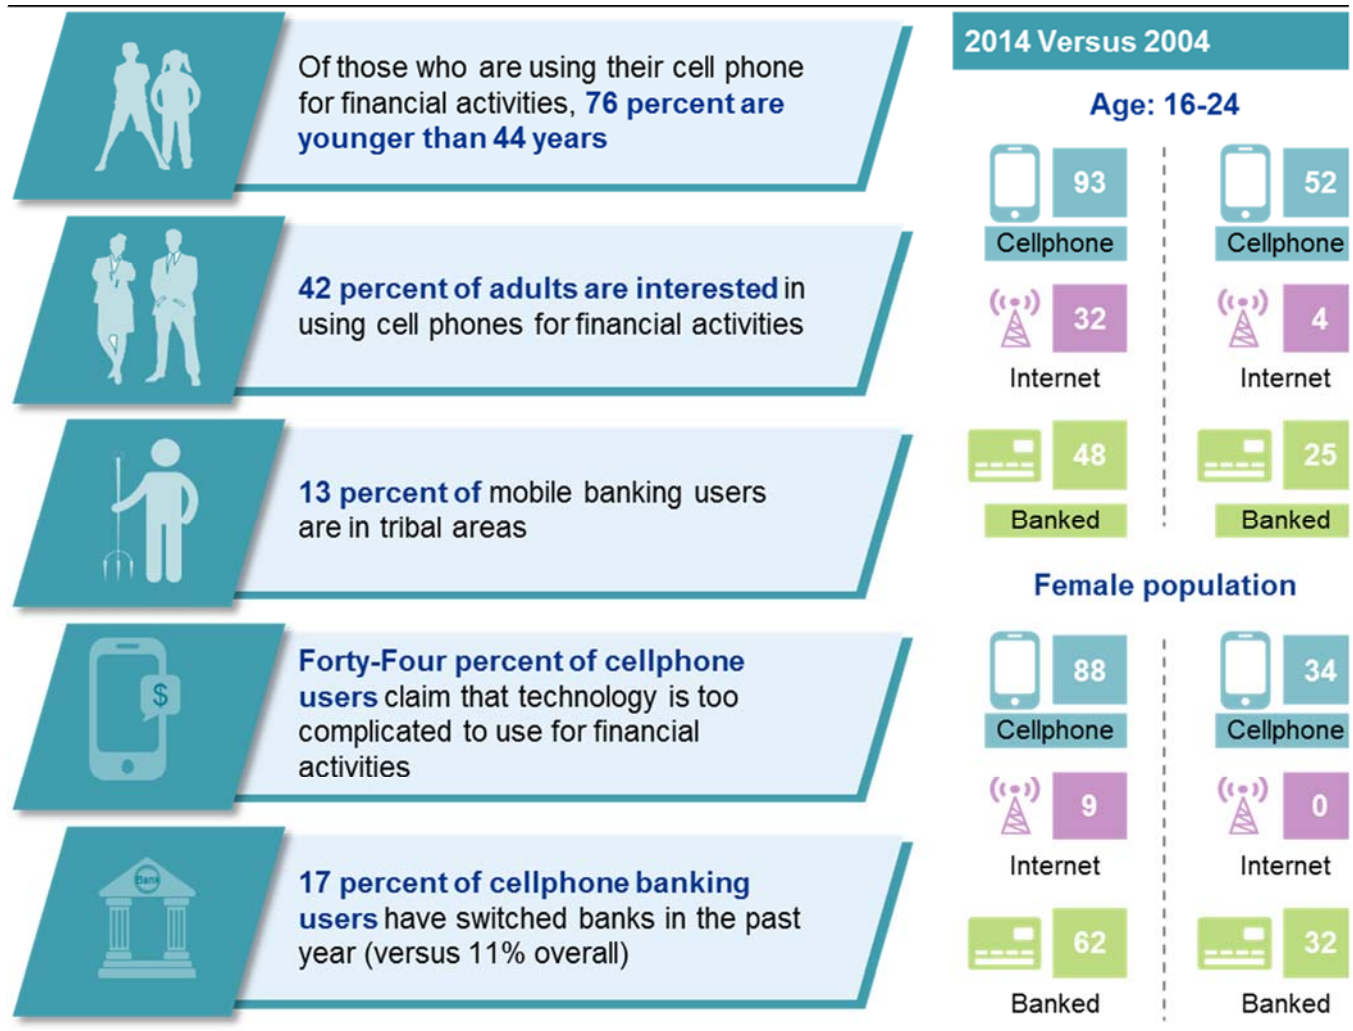 Of those who are using their cell phone
for financial activities, 76 percent are
younger than 44 years
42 percent of adults are interested in
using cell phones for financial activities
13 percent of mobile banking users
are in tribal areas
$
Forty-Four percent of cellphone
users claim that technology is too
complicated to use for financial
activities
Bank
17 percent of cellphone banking
users have switched banks in the past
year (versus 11% overall)
2014 Versus 2004
Age: 16-24
93 52
Cellphone Cellphone
32 4
Internet Internet
48 25
Banked Banked
Female population
88 34
Cellphone Cellphone
9 0
Internet Internet
62 32
Banked Banked